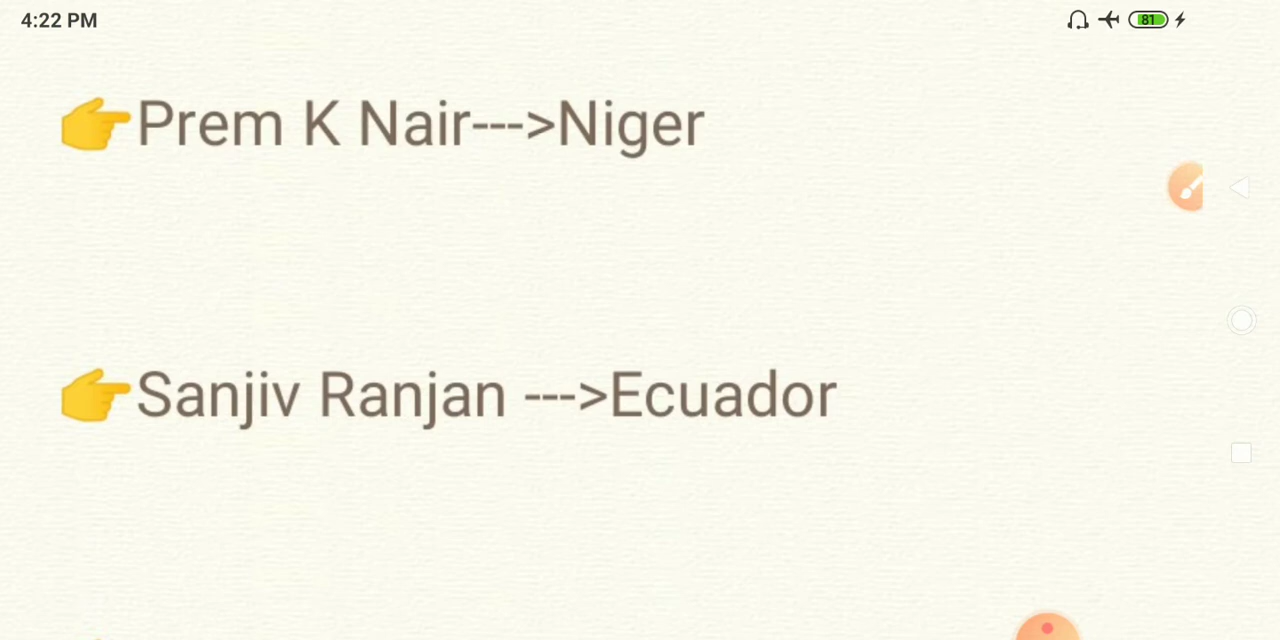 4:22 PM 81
👉Prem K Nair--->Niger
👉Sanjiv Ranjan --->Ecuador